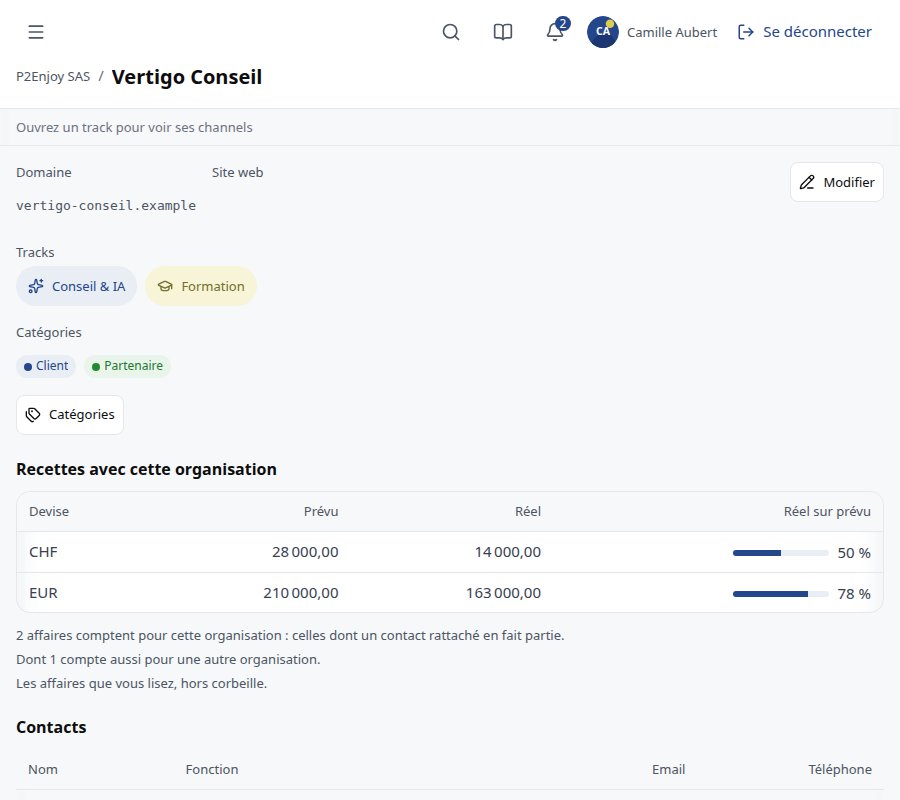 2
CA
Camille Aubert
Se déconnecter
P2Enjoy SAS / Vertigo Conseil
Ouvrez un track pour voir ses channels
Domaine
Site web
Modifier
vertigo-conseil.example
Tracks
Conseil & IA
Formation
Catégories
Client
Partenaire
Catégories
Recettes avec cette organisation
Devise Prévu Réel Réel sur prévu
CHF 28 000,00 14 000,00 50 %
EUR 210 000,00 163 000,00 78 %
2 affaires comptent pour cette organisation : celles dont un contact rattaché en fait partie.
Dont 1 compte aussi pour une autre organisation.
Les affaires que vous lisez, hors corbeille.
Contacts
Nom Fonction Email Téléphone